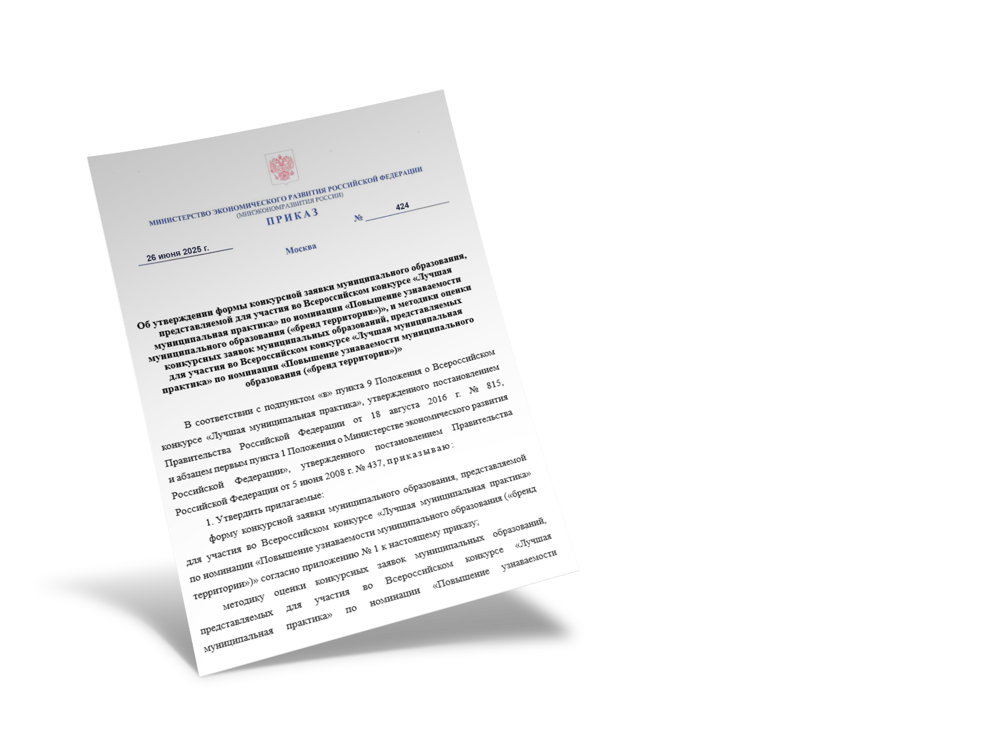 МИНИСТЕРСТВО ЭКОНОМИЧЕСКОГО РАЗВИТИЯ РОССИЙСКОЙ ФЕДЕРАЦИИ
(МИНЭКОНОМРАЗВИТИЯ РОССИИ)
ПРИКАЗ
№ 424
26 июня 2025 г.
Москва
Об утверждении формы конкурсной заявки муниципального образования,
представляемой для участия во Всероссийском конкурсе «Лучшая
муниципальная практика» по номинации «Повышение узнаваемости
муниципального образования («бренд территории»)», и методики оценки
конкурсных заявок муниципальных образований, представляемых
для участия во Всероссийском конкурсе «Лучшая муниципальная
практика» по номинации «Повышение узнаваемости муниципального
образования («бренд территории»)»
В соответствии с подпунктом «в» пункта 9 Положения о Всероссийском
конкурсе «Лучшая муниципальная практика», утвержденного постановлением
Правительства Российской Федерации от 18 августа 2016 г. № 815,
и абзацем первым пункта 1 Положения о Министерстве экономического развития
Российской Федерации», утвержденного постановлением Правительства
Российской Федерации от 5 июня 2008 г. № 437, приказываю:
1. Утвердить прилагаемые:
форму конкурсной заявки муниципального образования, представляемой
для участия во Всероссийском конкурсе «Лучшая муниципальная практика»
по номинации «Повышение узнаваемости муниципального образования («бренд
территории»)» согласно приложению № 1 к настоящему приказу;
методику оценки конкурсных заявок муниципальных образований,
представляемых для участия во Всероссийском конкурсе «Лучшая
муниципальная практика» по номинации «Повышение узнаваемости